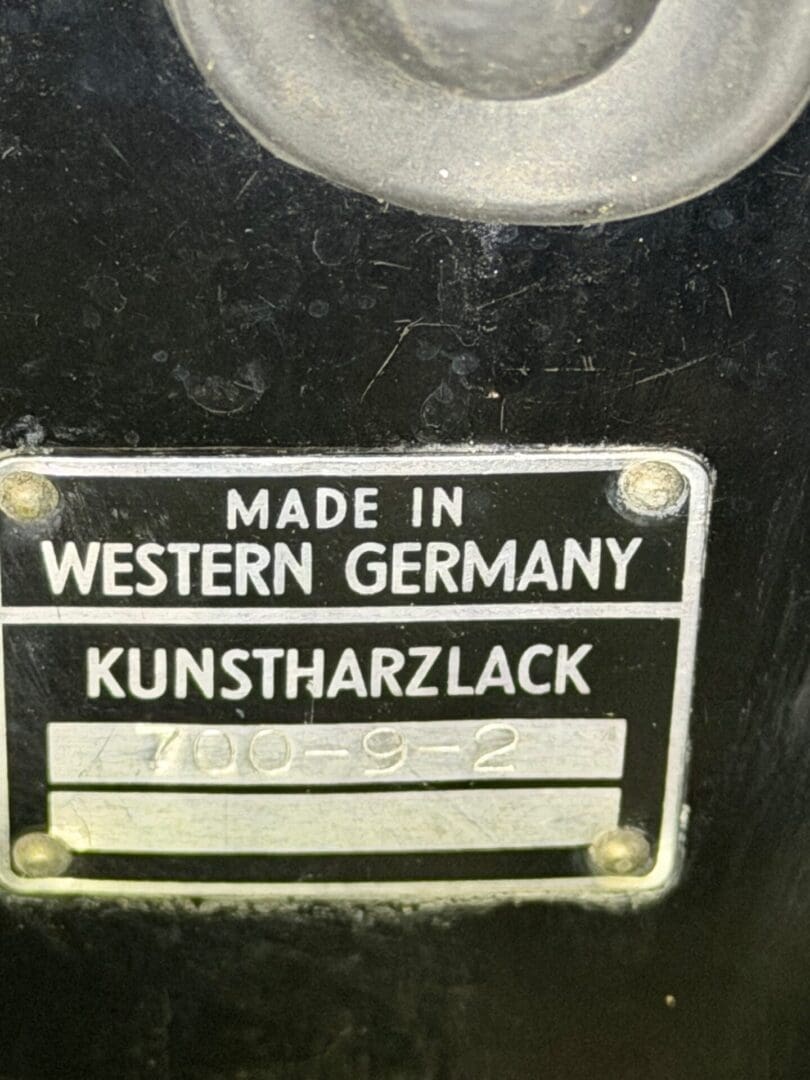 MADE IN
WESTERN GERMANY
KUNSTHARZLACK
700-9-2